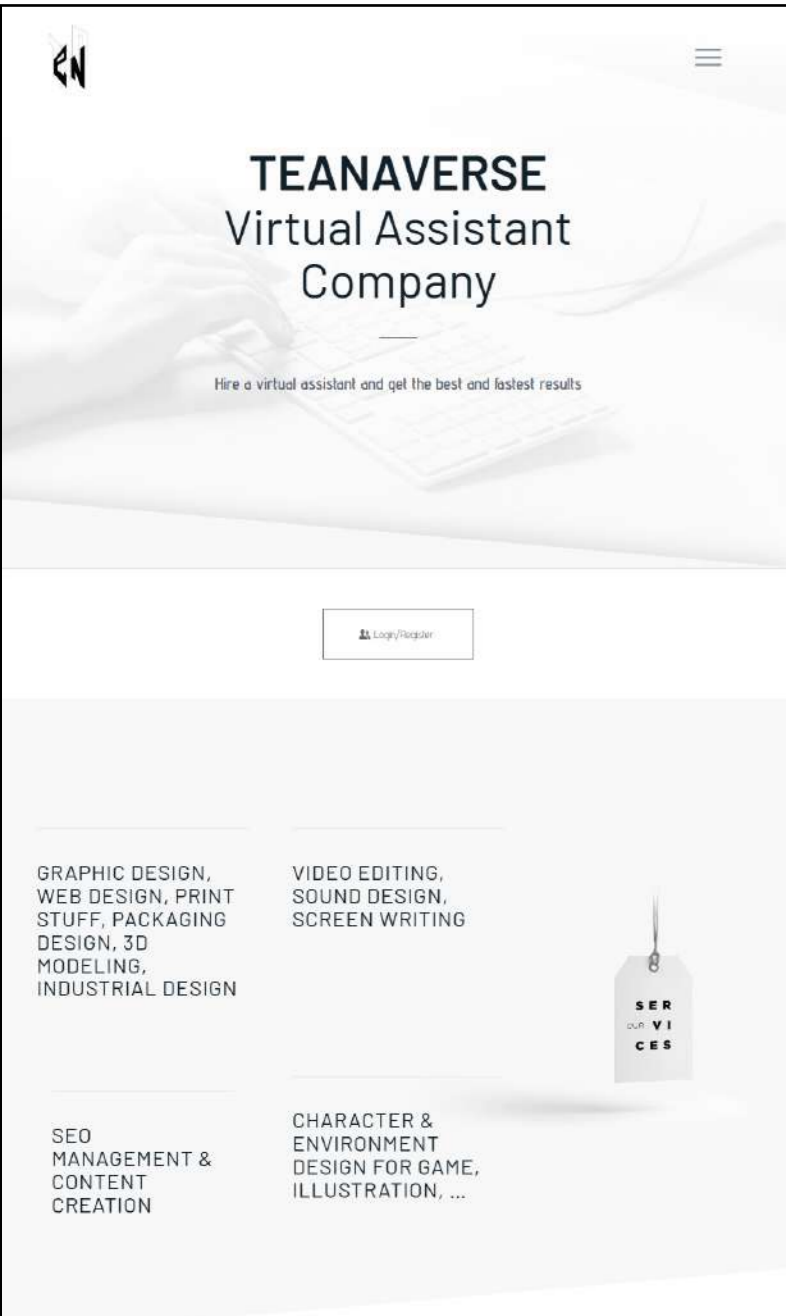 TEANAVERSE
Virtual Assistant
Company
Hire a virtual assistant and get the best and fastest results
Login/Register
GRAPHIC DESIGN,
WEB DESIGN, PRINT
STUFF, PACKAGING
DESIGN, 3D
MODELING,
INDUSTRIAL DESIGN
VIDEO EDITING,
SOUND DESIGN,
SCREEN WRITING
SER
OUR VI
CES
SEO
MANAGEMENT &
CONTENT
CREATION
CHARACTER &
ENVIRONMENT
DESIGN FOR GAME,
ILLUSTRATION, ...